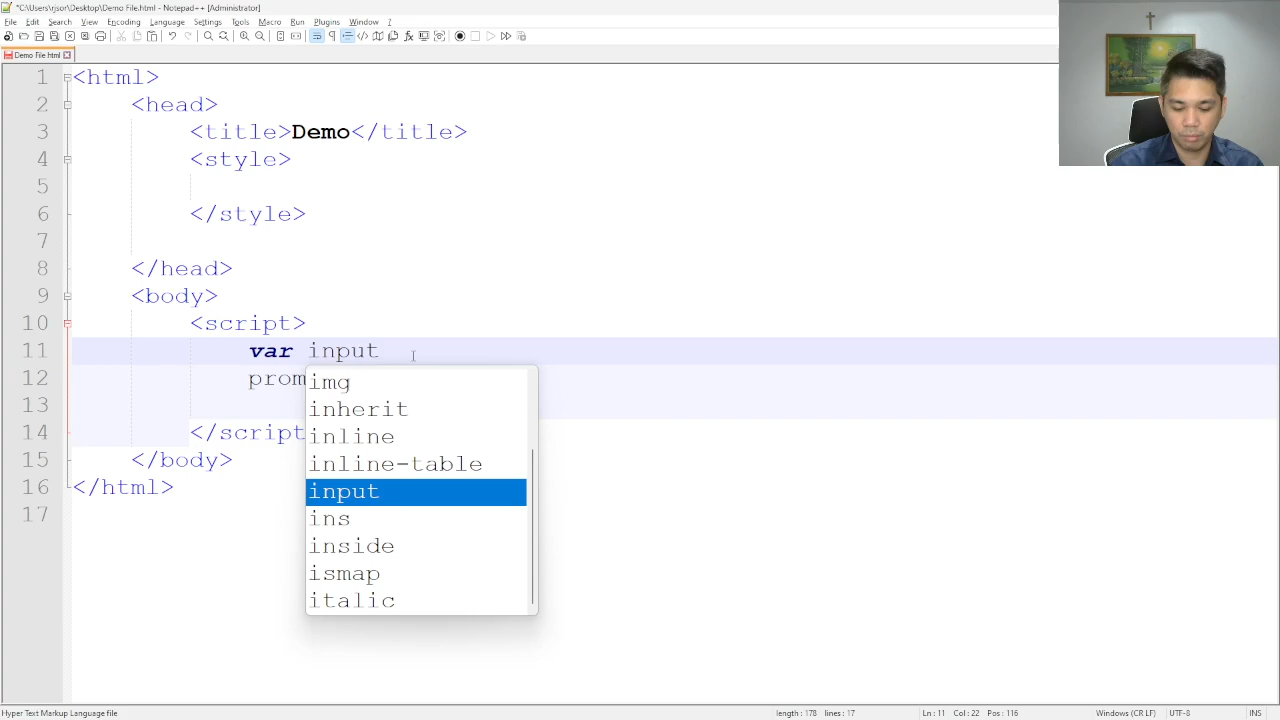 *C:\Users\rjsor\Desktop\Demo File.html - Notepad++ [Administrator]
File Edit Search View Encoding Language Settings Tools Macro Run Plugins Window ?
Demo File.html
1 <html>
2 <head>
3 <title>Demo</title>
4 <style>
5
6 </style>
7
8 </head>
9 <body>
10 <script>
11 var input
12 prom
13
14 </script
15 </body>
16 </html>
17
img
inherit
inline
inline-table
input
ins
inside
ismap
italic
Hyper Text Markup Language file length : 178 lines : 17 Ln : 11 Col : 22 Pos : 116 Windows (CR LF) UTF-8 INS